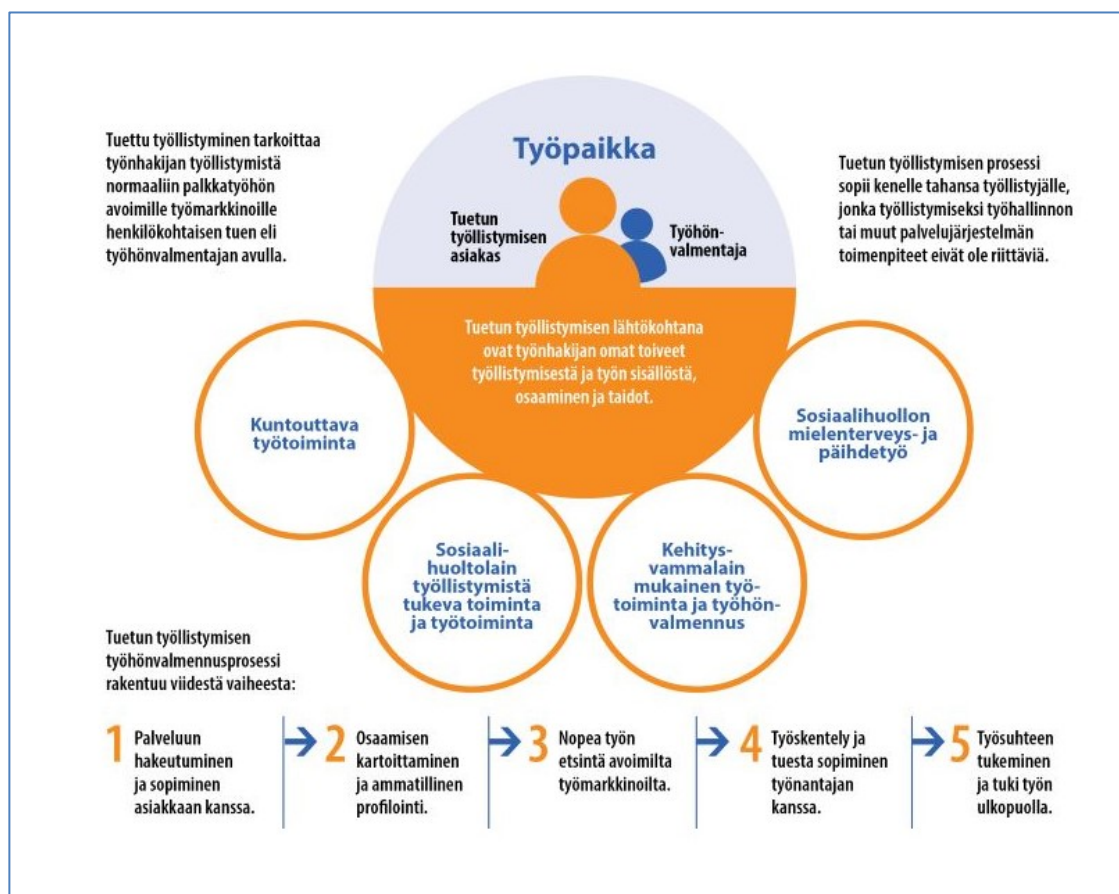 Tuettu työllistyminen tarkoittaa
työnhakijan työllistymistä
normaaliin palkkatyöhön
avoimille työmarkkinoille
henkilökohtaisen tuen eli
työhönvalmentajan avulla.
Työpaikka
Tuetun
työllistymisen
asiakas
Työhön-
valmentaja
Tuetun työllistymisen prosessi
sopii kenelle tahansa työllistyjälle,
jonka työllistymiseksi työhallinnon
tai muut palvelujärjestelmän
toimenpiteet eivät ole riittäviä.
Tuetun työllistymisen lähtökohtana
ovat työnhakijan omat toiveet
työllistymisestä ja työn sisällöstä,
osaaminen ja taidot.
Kuntouttava
työtoiminta
Sosiaali-
huoltolain
työllistymistä
tukeva toiminta
ja työtoiminta
Kehitys-
vammalain
mukainen työ-
toiminta ja työhön-
valmennus
Sosiaalihuollon
mielenterveys- ja
päihdetyö
Tuetun työllistymisen
työhönvalmennusprosessi
rakentuu viidestä vaiheesta:
1 Palveluun
hakeutuminen
ja sopiminen
asiakkaan kanssa.
2 Osaamisen
kartoittaminen
ja ammatillinen
profilointi.
3 Nopea työn
etsintä avoimilta
työmarkkinoilta.
4 Työskentely ja
tuesta sopiminen
työnantajan
kanssa.
5 Työsuhteen
tukeminen
ja tuki työn
ulkopuolla.